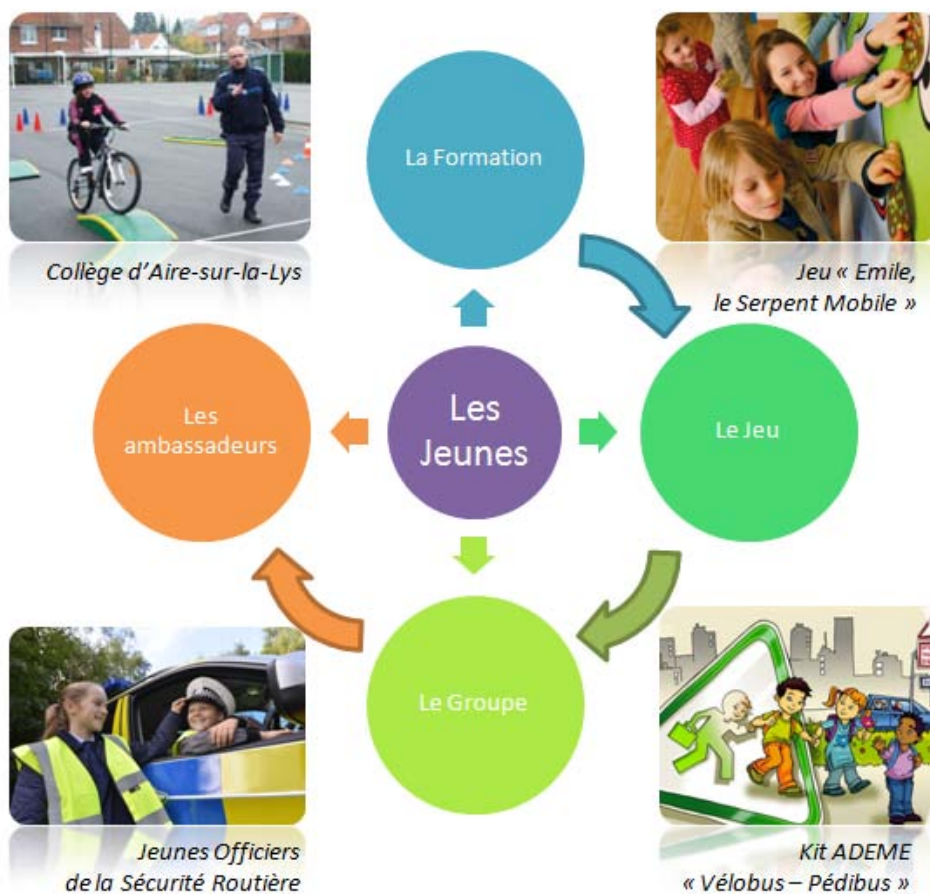 La Formation
Collège d'Aire-sur-la-Lys
Jeu « Emile,
le Serpent Mobile »
Les
ambassadeurs
Les
Jeunes
Le Jeu
Le Groupe
Jeunes Officiers
de la Sécurité Routière
Kit ADEME
« Vélobus – Pédibus »